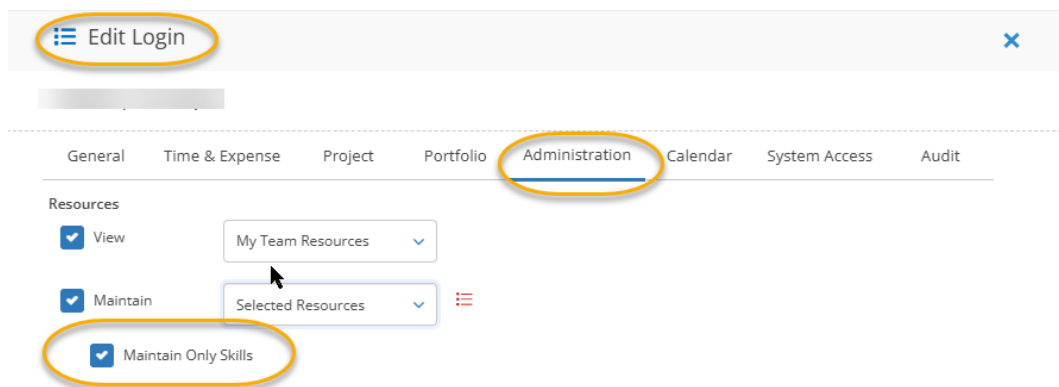 Edit Login
General Time & Expense Project Portfolio Administration Calendar System Access Audit
Resources
View My Team Resources
Maintain Selected Resources
Maintain Only Skills